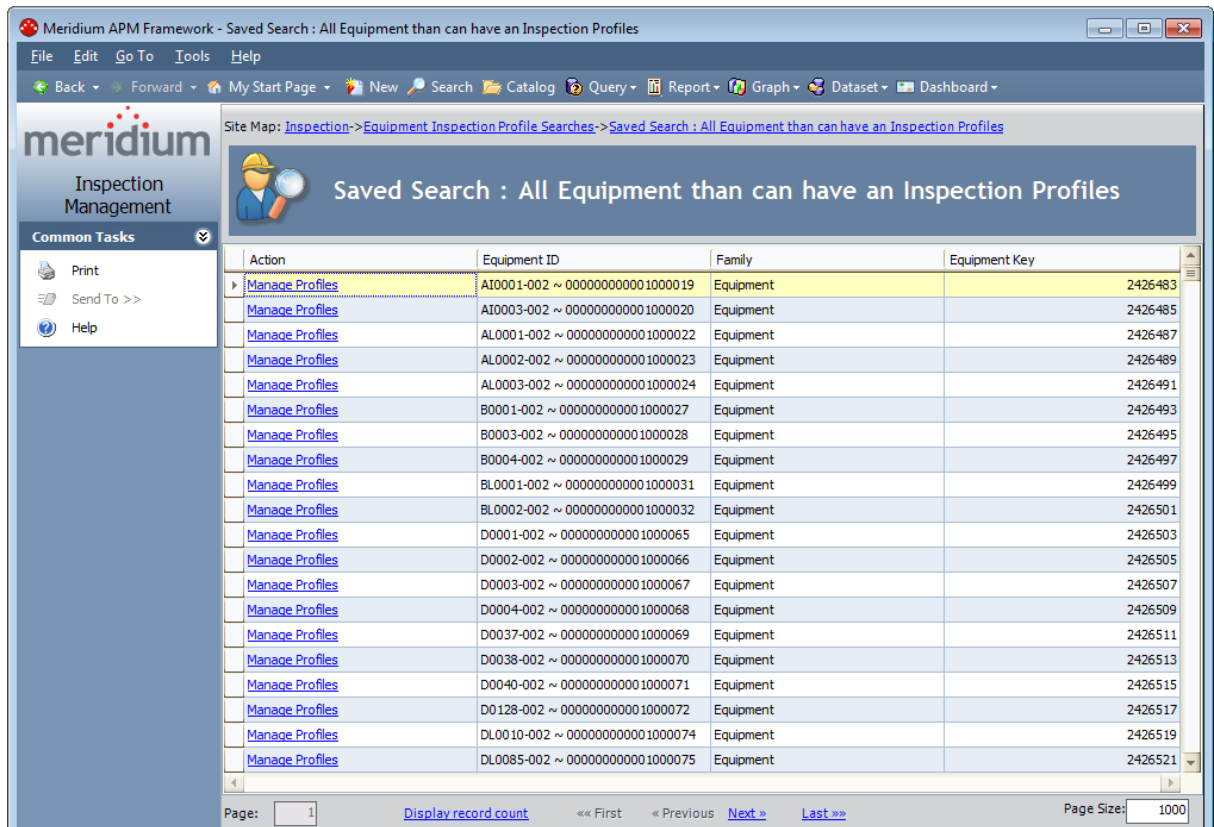 Meridium APM Framework - Saved Search : All Equipment than can have an Inspection Profiles
File Edit Go To Tools Help
Back Forward My Start Page New Search Catalog Query Report Graph Dataset Dashboard
meridium
Inspection
Management
Common Tasks
Print
Send To >>
Help
Site Map: Inspection->Equipment Inspection Profile Searches->Saved Search : All Equipment than can have an Inspection Profiles
Saved Search : All Equipment than can have an Inspection Profiles
Action Equipment ID Family Equipment Key
Manage Profiles AI0001-002 ~ 000000000001000019 Equipment 2426483
Manage Profiles AI0003-002 ~ 000000000001000020 Equipment 2426485
Manage Profiles AL0001-002 ~ 000000000001000022 Equipment 2426487
Manage Profiles AL0002-002 ~ 000000000001000023 Equipment 2426489
Manage Profiles AL0003-002 ~ 000000000001000024 Equipment 2426491
Manage Profiles B0001-002 ~ 000000000001000027 Equipment 2426493
Manage Profiles B0003-002 ~ 000000000001000028 Equipment 2426495
Manage Profiles B0004-002 ~ 000000000001000029 Equipment 2426497
Manage Profiles BL0001-002 ~ 000000000001000031 Equipment 2426499
Manage Profiles BL0002-002 ~ 000000000001000032 Equipment 2426501
Manage Profiles D0001-002 ~ 000000000001000065 Equipment 2426503
Manage Profiles D0002-002 ~ 000000000001000066 Equipment 2426505
Manage Profiles D0003-002 ~ 000000000001000067 Equipment 2426507
Manage Profiles D0004-002 ~ 000000000001000068 Equipment 2426509
Manage Profiles D0037-002 ~ 000000000001000069 Equipment 2426511
Manage Profiles D0038-002 ~ 000000000001000070 Equipment 2426513
Manage Profiles D0040-002 ~ 000000000001000071 Equipment 2426515
Manage Profiles D0128-002 ~ 000000000001000072 Equipment 2426517
Manage Profiles DL0010-002 ~ 000000000001000074 Equipment 2426519
Manage Profiles DL0085-002 ~ 000000000001000075 Equipment 2426521
Page: 1 Display record count «« First « Previous Next » Last »» Page Size: 1000